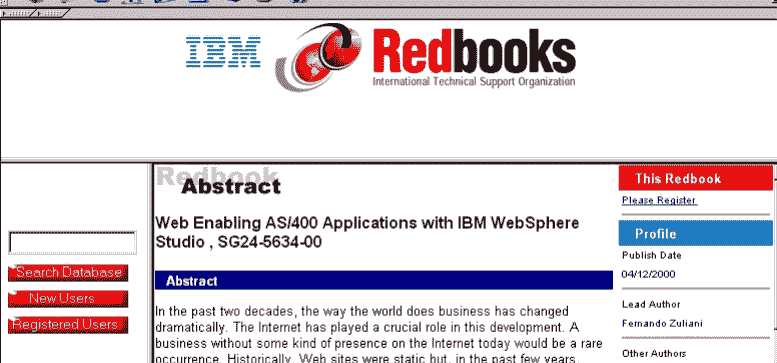 IBM
Redbooks
International Technical Support Organization
Redbook
Abstract
Web Enabling AS/400 Applications with IBM WebSphere
Studio , SG24-5634-00
Abstract
In the past two decades, the way the world does business has changed
dramatically. The Internet has played a crucial role in this development. A
business without some kind of presence on the Internet today would be a rare
occurrence. Historically, Web sites were static but, in the past few years,
Search Database
New Users
Registered Users
This Redbook
Please Register
Profile
Publish Date
04/12/2000
Lead Author
Fernando Zuliani
Other Authors